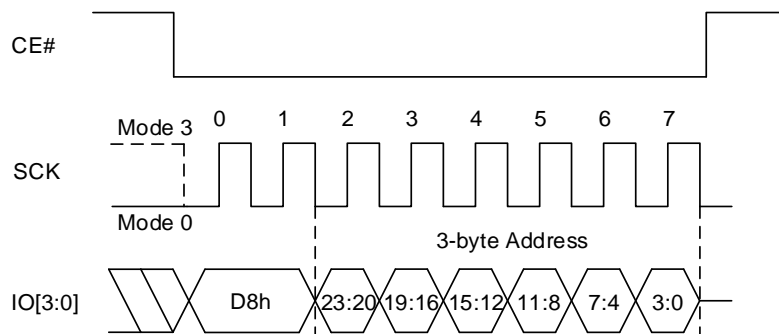 CE#
Mode 3
0 1 2 3 4 5 6 7
SCK
Mode 0
3-byte Address
IO[3:0]
D8h 23:20 19:16 15:12 11:8 7:4 3:0